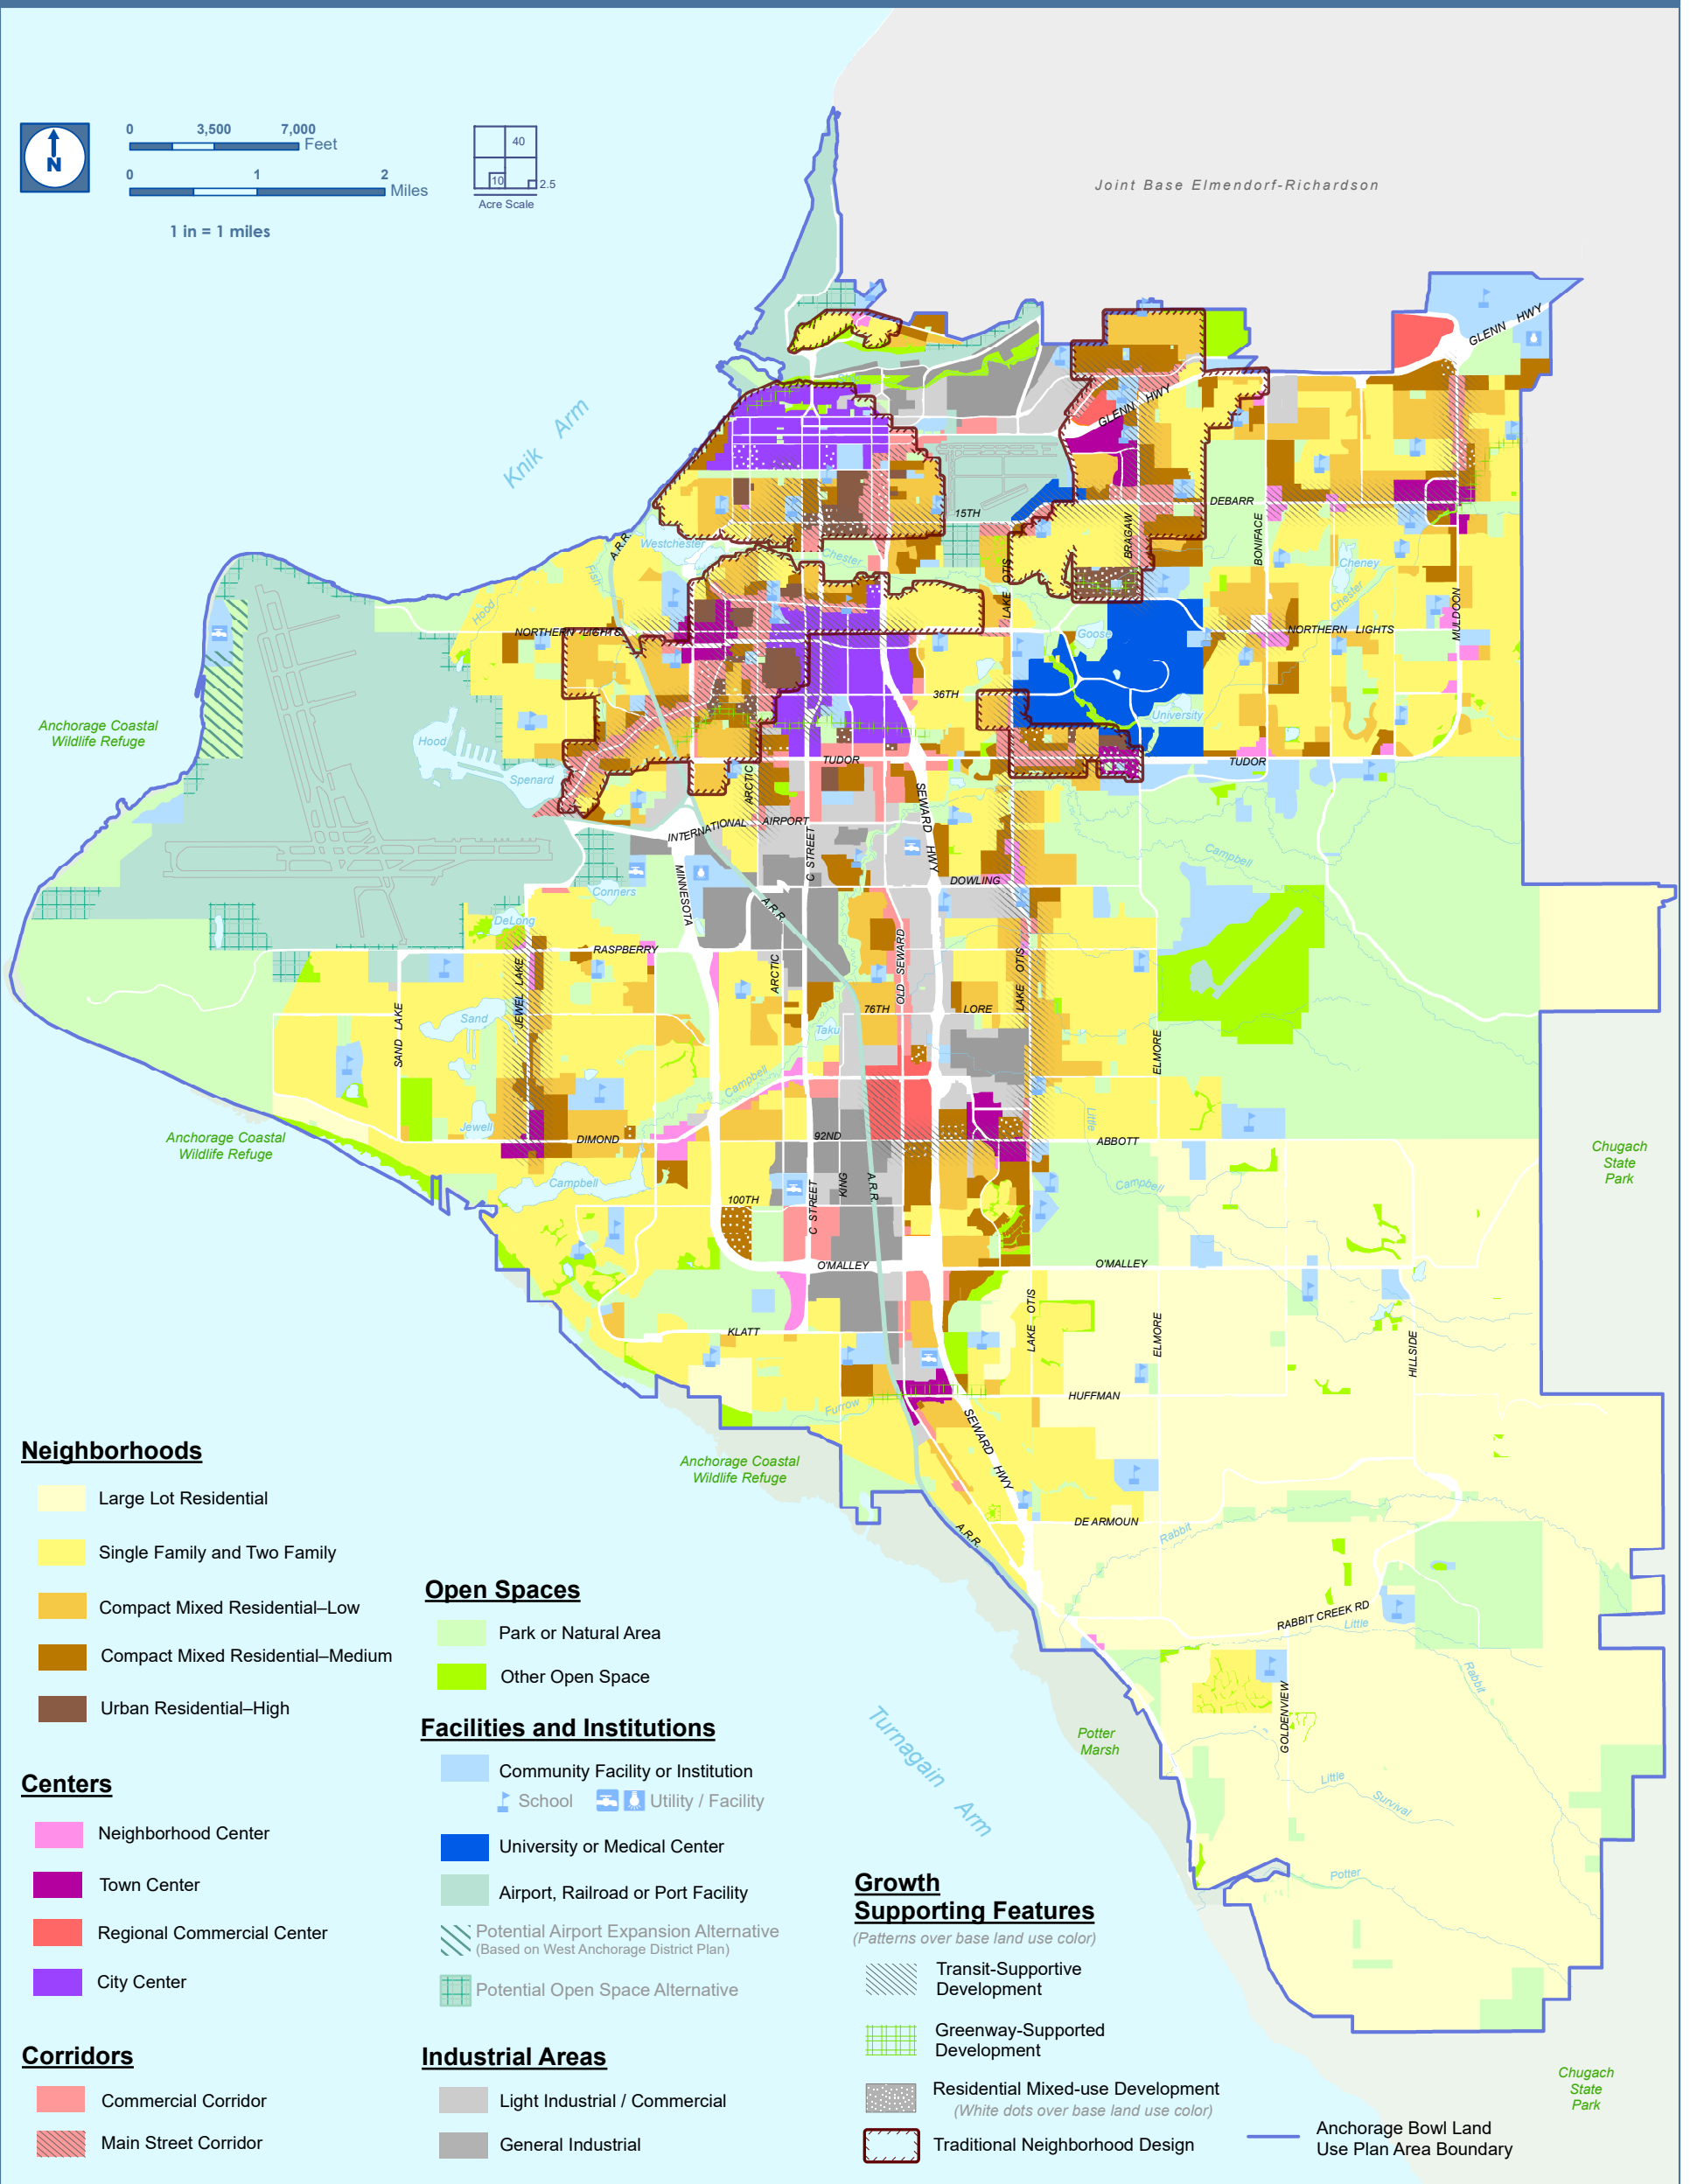 0 3,500 7,000
Feet
0 1 2
Miles
1 in = 1 miles
N
40
10
2.5
Acre Scale
Joint Base Elmendorf-Richardson
GLENN HWY
Knik Arm
GLENN HWY
DEBARR
15TH
A.R.R.
Westchester
Chester
Fish
BRAGAW
BONIFACE
Cheney
Chester
LAKE OTIS
Hood
NORTHERN LIGHTS
Goose
NORTHERN LIGHTS
MULDOON
36TH
University
Anchorage Coastal
Wildlife Refuge
Hood
Spenard
TUDOR
TUDOR
ARCTIC
SEWARD HWY
INTERNATIONAL AIRPORT
C STREET
Campbell
MINNESOTA
DOWLING
Conners
A.R.R.
DeLong
RASPBERRY
ARCTIC
OLD SEWARD
LAKE OTIS
JEWEL LAKE
76TH
LORE
Sand
Taku
SAND LAKE
ELMORE
Campbell
Little
Jewell
DIMOND
92ND
ABBOTT
Anchorage Coastal
Wildlife Refuge
Chugach
State
Park
Campbell
100TH
C STREET
KING
A.R.R.
Campbell
O'MALLEY
O'MALLEY
LAKE OTIS
ELMORE
HILLSIDE
KLATT
HUFFMAN
Furrow
SEWARD HWY
Anchorage Coastal
Wildlife Refuge
DE ARMOUN
Rabbit
A.R.R.
RABBIT CREEK RD
Little
Rabbit
GOLDENVIEW
Potter
Marsh
Turnagain Arm
Little
Survival
Potter
Chugach
State
Park
Neighborhoods
Large Lot Residential
Single Family and Two Family
Compact Mixed Residential–Low
Compact Mixed Residential–Medium
Urban Residential–High
Centers
Neighborhood Center
Town Center
Regional Commercial Center
City Center
Corridors
Commercial Corridor
Main Street Corridor
Open Spaces
Park or Natural Area
Other Open Space
Facilities and Institutions
Community Facility or Institution
School Utility / Facility
University or Medical Center
Airport, Railroad or Port Facility
Potential Airport Expansion Alternative
(Based on West Anchorage District Plan)
Potential Open Space Alternative
Industrial Areas
Light Industrial / Commercial
General Industrial
Growth
Supporting Features
(Patterns over base land use color)
Transit-Supportive
Development
Greenway-Supported
Development
Residential Mixed-use Development
(White dots over base land use color)
Traditional Neighborhood Design
Anchorage Bowl Land
Use Plan Area Boundary